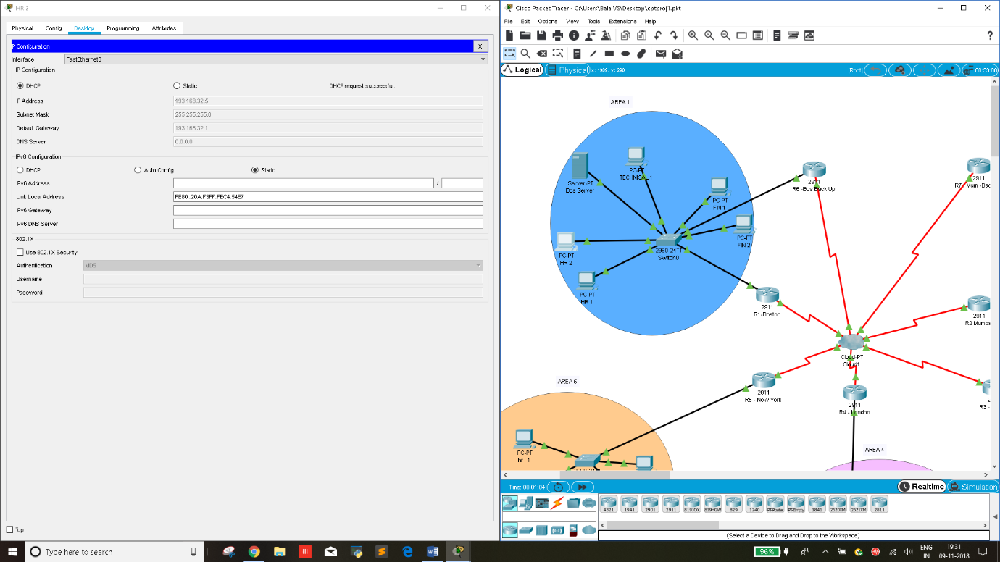 HR 2
Physical Config Desktop Programming Attributes
IP Configuration X
Interface FastEthernet0
IP Configuration
DHCP Static DHCP request successful.
IP Address 193.168.32.5
Subnet Mask 255.255.255.0
Default Gateway 193.168.32.1
DNS Server 0.0.0.0
IPv6 Configuration
DHCP Auto Config Static
IPv6 Address /
Link Local Address FE80::20A:F3FF:FEC4:54E7
IPv6 Gateway
IPv6 DNS Server
802.1X
Use 802.1X Security
Authentication MD5
Username
Password
Top
Cisco Packet Tracer - C:\Users\Bala VS\Desktop\cptproj1.pkt
File Edit Options View Tools Extensions Help
Logical Physical x: 1309, y: 290 [Root] 00:33:00
AREA 1
Server-PT
Bos Server
PC-PT
TECHNICAL 1
PC-PT
FIN 1
PC-PT
FIN 2
2960-24TT
Switch0
PC-PT
HR 2
PC-PT
HR 1
2911
R6 -Bos Back Up
2911
R7
2911
R1-Boston
2911
R2 Mumba
Cloud-PT
Cloud1
2911
R5 - New York
2911
R4 - London
R3 -
AREA 5
PC-PT
hr--1
AREA 4
Time: 00:01:04 Realtime Simulation
4321 1941 2901 2911 819IOX 819HGW 829 1240 PT-Router PT-Empty 1841 2620XM 2621XM 2811
(Select a Device to Drag and Drop to the Workspace)
Type here to search
96%
ENG
IN
19:31
09-11-2018